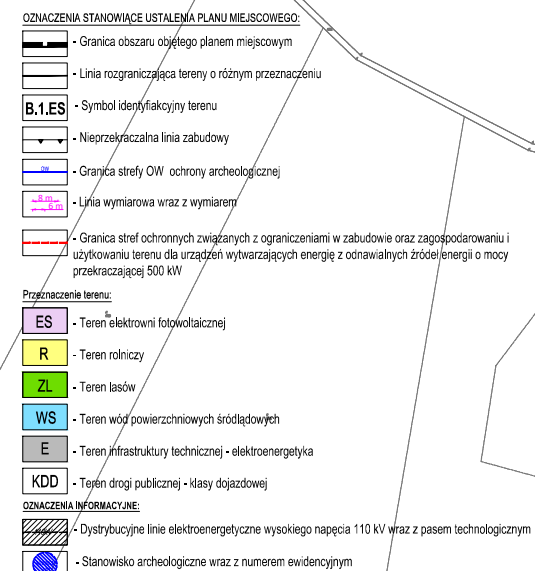 OZNACZENIA STANOWIĄCE USTALENIA PLANU MIEJSCOWEGO:
- Granica obszaru objętego planem miejscowym
- Linia rozgraniczająca tereny o różnym przeznaczeniu
B.1.ES - Symbol identyfiakcyjny terenu
- Nieprzekraczalna linia zabudowy
OW - Granica strefy OW ochrony archeologicznej
8 m 6 m - Linia wymiarowa wraz z wymiarem
- Granica stref ochronnych związanych z ograniczeniami w zabudowie oraz zagospodarowaniu i
użytkowaniu terenu dla urządzeń wytwarzających energię z odnawialnych źródeł energii o mocy
przekraczającej 500 kW
Przeznaczenie terenu:
ES - Teren elektrowni fotowoltaicznej
R - Teren rolniczy
ZL - Teren lasów
WS - Teren wód powierzchniowych śródlądowych
E - Teren infrastruktury technicznej - elektroenergetyka
KDD - Teren drogi publicznej - klasy dojazdowej
OZNACZENIA INFORMACYJNE:
- Dystrybucyjne linie elektroenergetyczne wysokiego napęcia 110 kV wraz z pasem technologicznym
- Stanowisko archeologiczne wraz z numerem ewidencyjnym